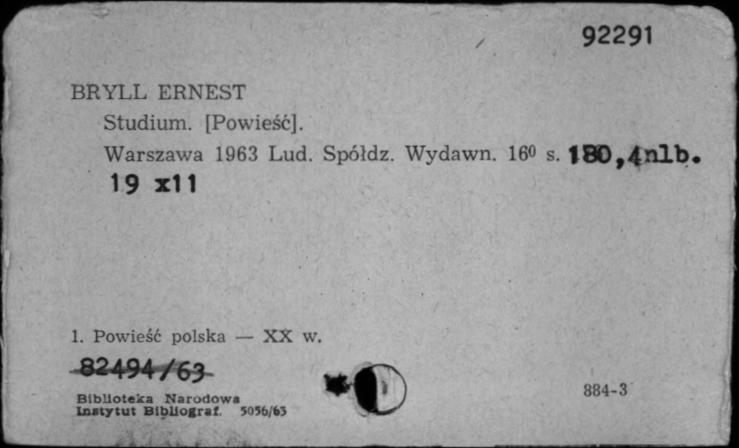 92291
BRYLL ERNEST
Studium. [Powieść].
Warszawa 1963 Lud. Spółdz. Wydawn. 16⁰ s. 180,4nlb.
19 x11
1. Powieść polska — XX w.
82494/63
Biblioteka Narodowa
Instytut Bibliograf. 5056/63
884-3